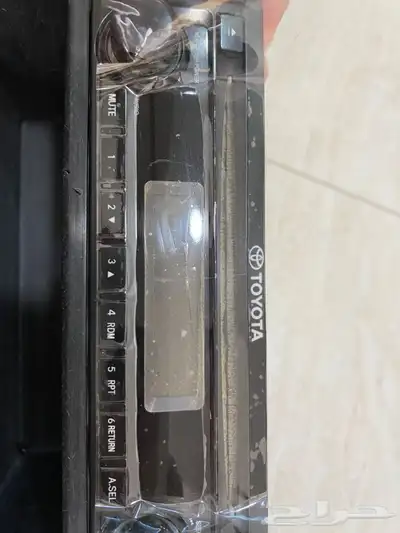 TOYOTA
MUTE
1
2 ▼
3 ▲
4 RDM
5 RPT
6 RETURN
A.SEL
حراج